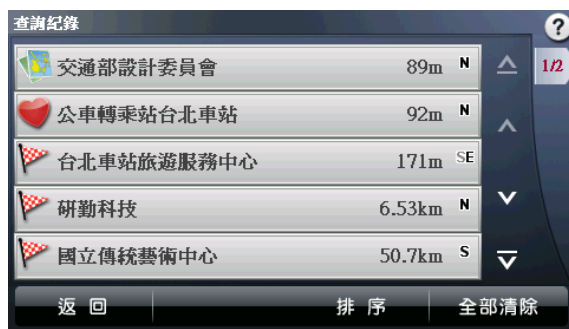 查詢紀錄
?
1/2
交通部設計委員會 89m N
公車轉乘站台北車站 92m N
台北車站旅遊服務中心 171m SE
研勤科技 6.53km N
國立傳統藝術中心 50.7km S
返回 排序 全部清除